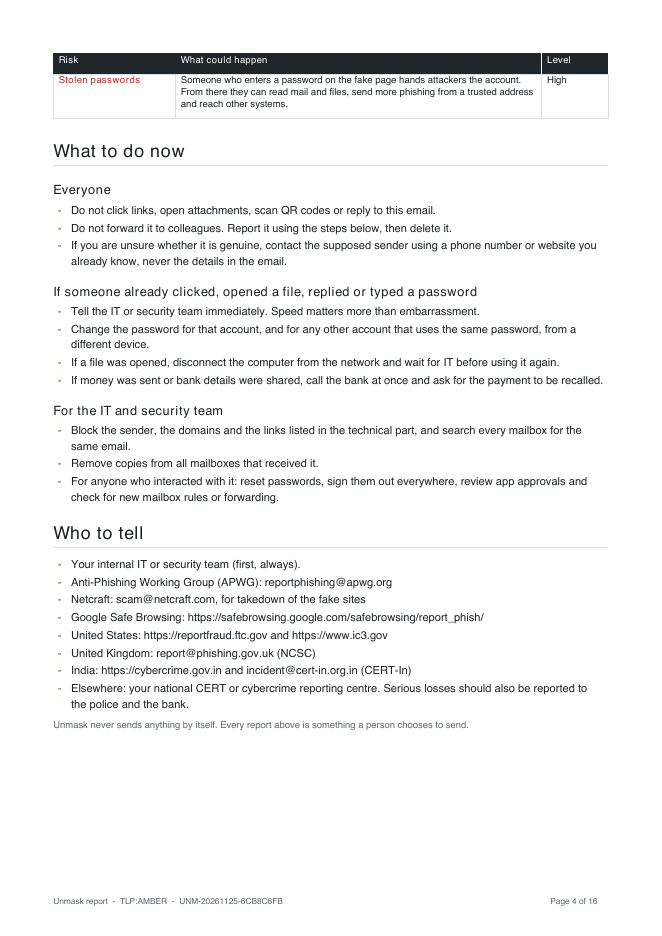 Risk What could happen Level
Stolen passwords Someone who enters a password on the fake page hands attackers the account. High
From there they can read mail and files, send more phishing from a trusted address
and reach other systems.
What to do now
Everyone
- Do not click links, open attachments, scan QR codes or reply to this email.
- Do not forward it to colleagues. Report it using the steps below, then delete it.
- If you are unsure whether it is genuine, contact the supposed sender using a phone number or website you
already know, never the details in the email.
If someone already clicked, opened a file, replied or typed a password
- Tell the IT or security team immediately. Speed matters more than embarrassment.
- Change the password for that account, and for any other account that uses the same password, from a
different device.
- If a file was opened, disconnect the computer from the network and wait for IT before using it again.
- If money was sent or bank details were shared, call the bank at once and ask for the payment to be recalled.
For the IT and security team
- Block the sender, the domains and the links listed in the technical part, and search every mailbox for the
same email.
- Remove copies from all mailboxes that received it.
- For anyone who interacted with it: reset passwords, sign them out everywhere, review app approvals and
check for new mailbox rules or forwarding.
Who to tell
- Your internal IT or security team (first, always).
- Anti-Phishing Working Group (APWG): reportphishing@apwg.org
- Netcraft: scam@netcraft.com, for takedown of the fake sites
- Google Safe Browsing: https://safebrowsing.google.com/safebrowsing/report_phish/
- United States: https://reportfraud.ftc.gov and https://www.ic3.gov
- United Kingdom: report@phishing.gov.uk (NCSC)
- India: https://cybercrime.gov.in and incident@cert-in.org.in (CERT-In)
- Elsewhere: your national CERT or cybercrime reporting centre. Serious losses should also be reported to
the police and the bank.
Unmask never sends anything by itself. Every report above is something a person chooses to send.
Unmask report - TLP:AMBER - UNM-20261125-6CB8C6FB Page 4 of 16